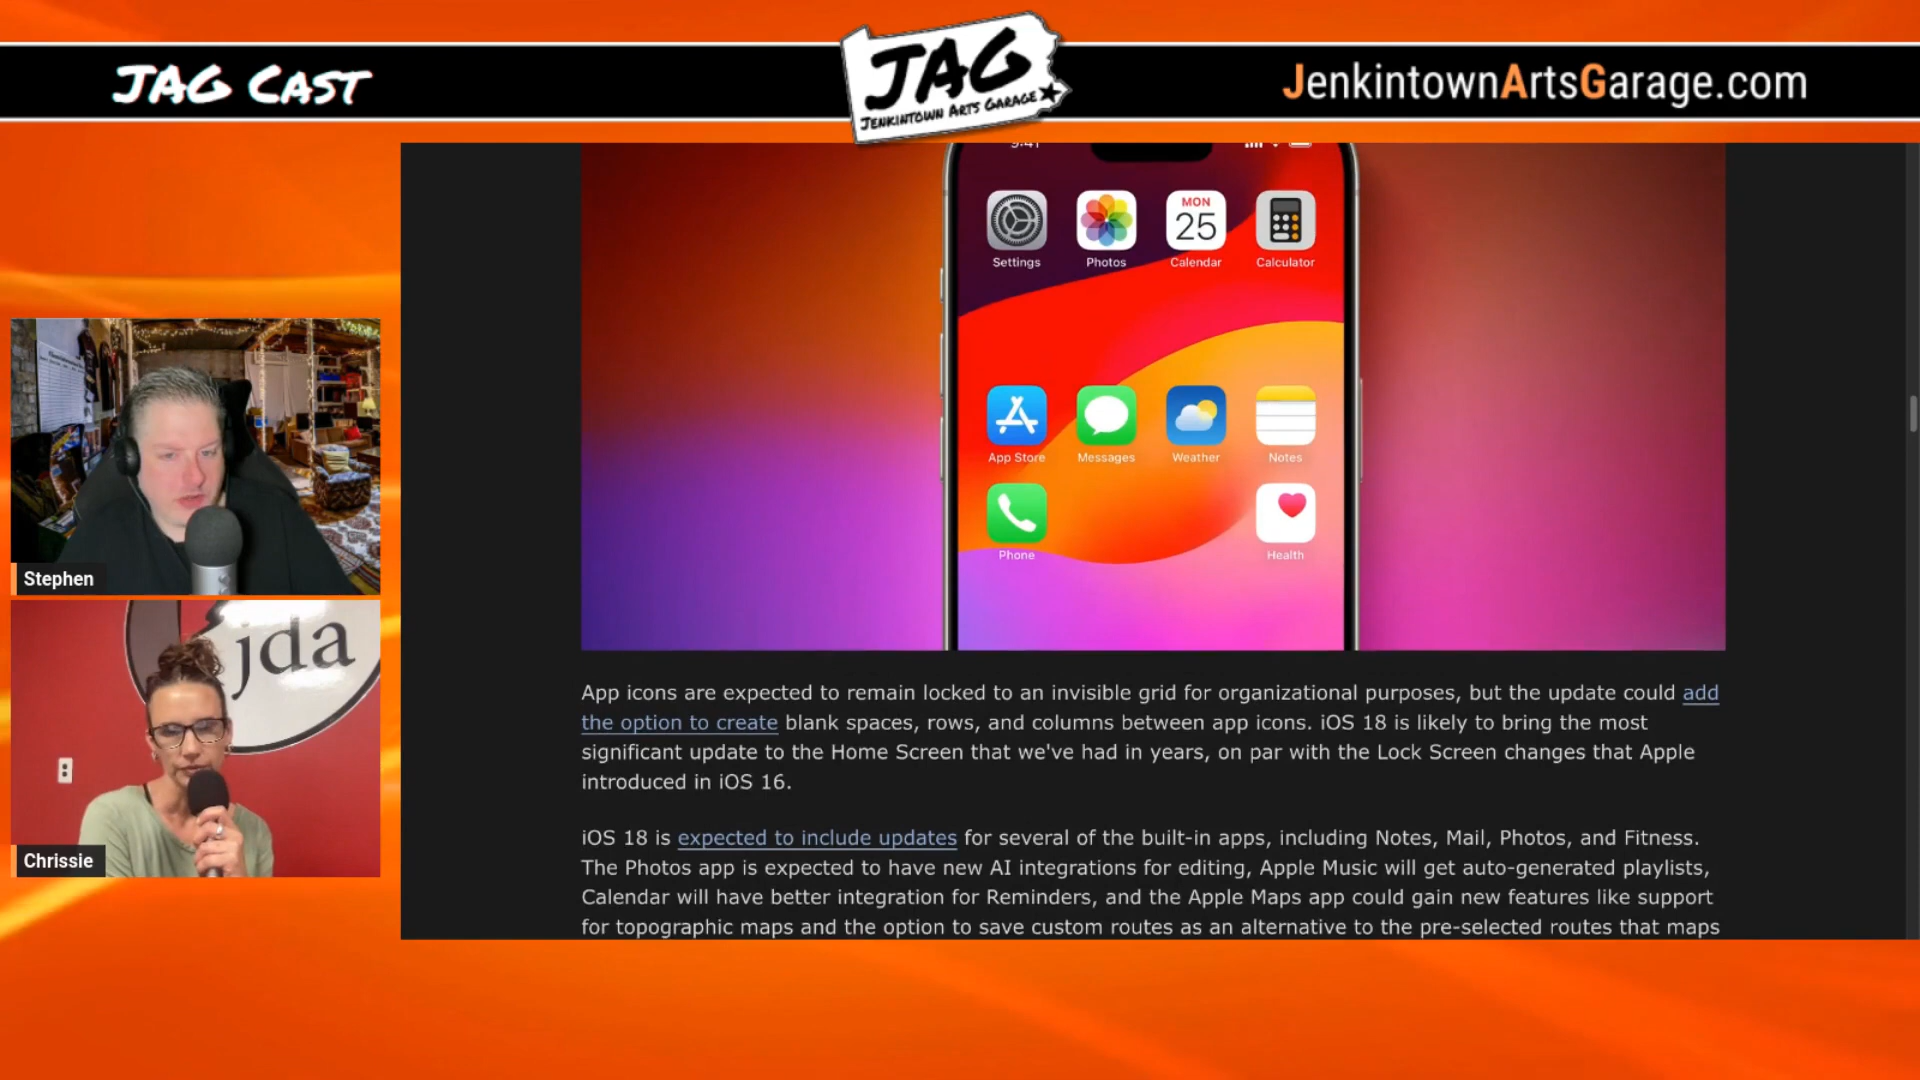 JAG CAST
JAG
JENKINTOWN ARTS GARAGE
JenkintownArtsGarage.com
9:41
MON
25
Settings
Photos
Calendar
Calculator
App Store
Messages
Weather
Notes
Phone
Health
Stephen
jda
Chrissie
App icons are expected to remain locked to an invisible grid for organizational purposes, but the update could add
the option to create blank spaces, rows, and columns between app icons. iOS 18 is likely to bring the most
significant update to the Home Screen that we've had in years, on par with the Lock Screen changes that Apple
introduced in iOS 16.
iOS 18 is expected to include updates for several of the built-in apps, including Notes, Mail, Photos, and Fitness.
The Photos app is expected to have new AI integrations for editing, Apple Music will get auto-generated playlists,
Calendar will have better integration for Reminders, and the Apple Maps app could gain new features like support
for topographic maps and the option to save custom routes as an alternative to the pre-selected routes that maps